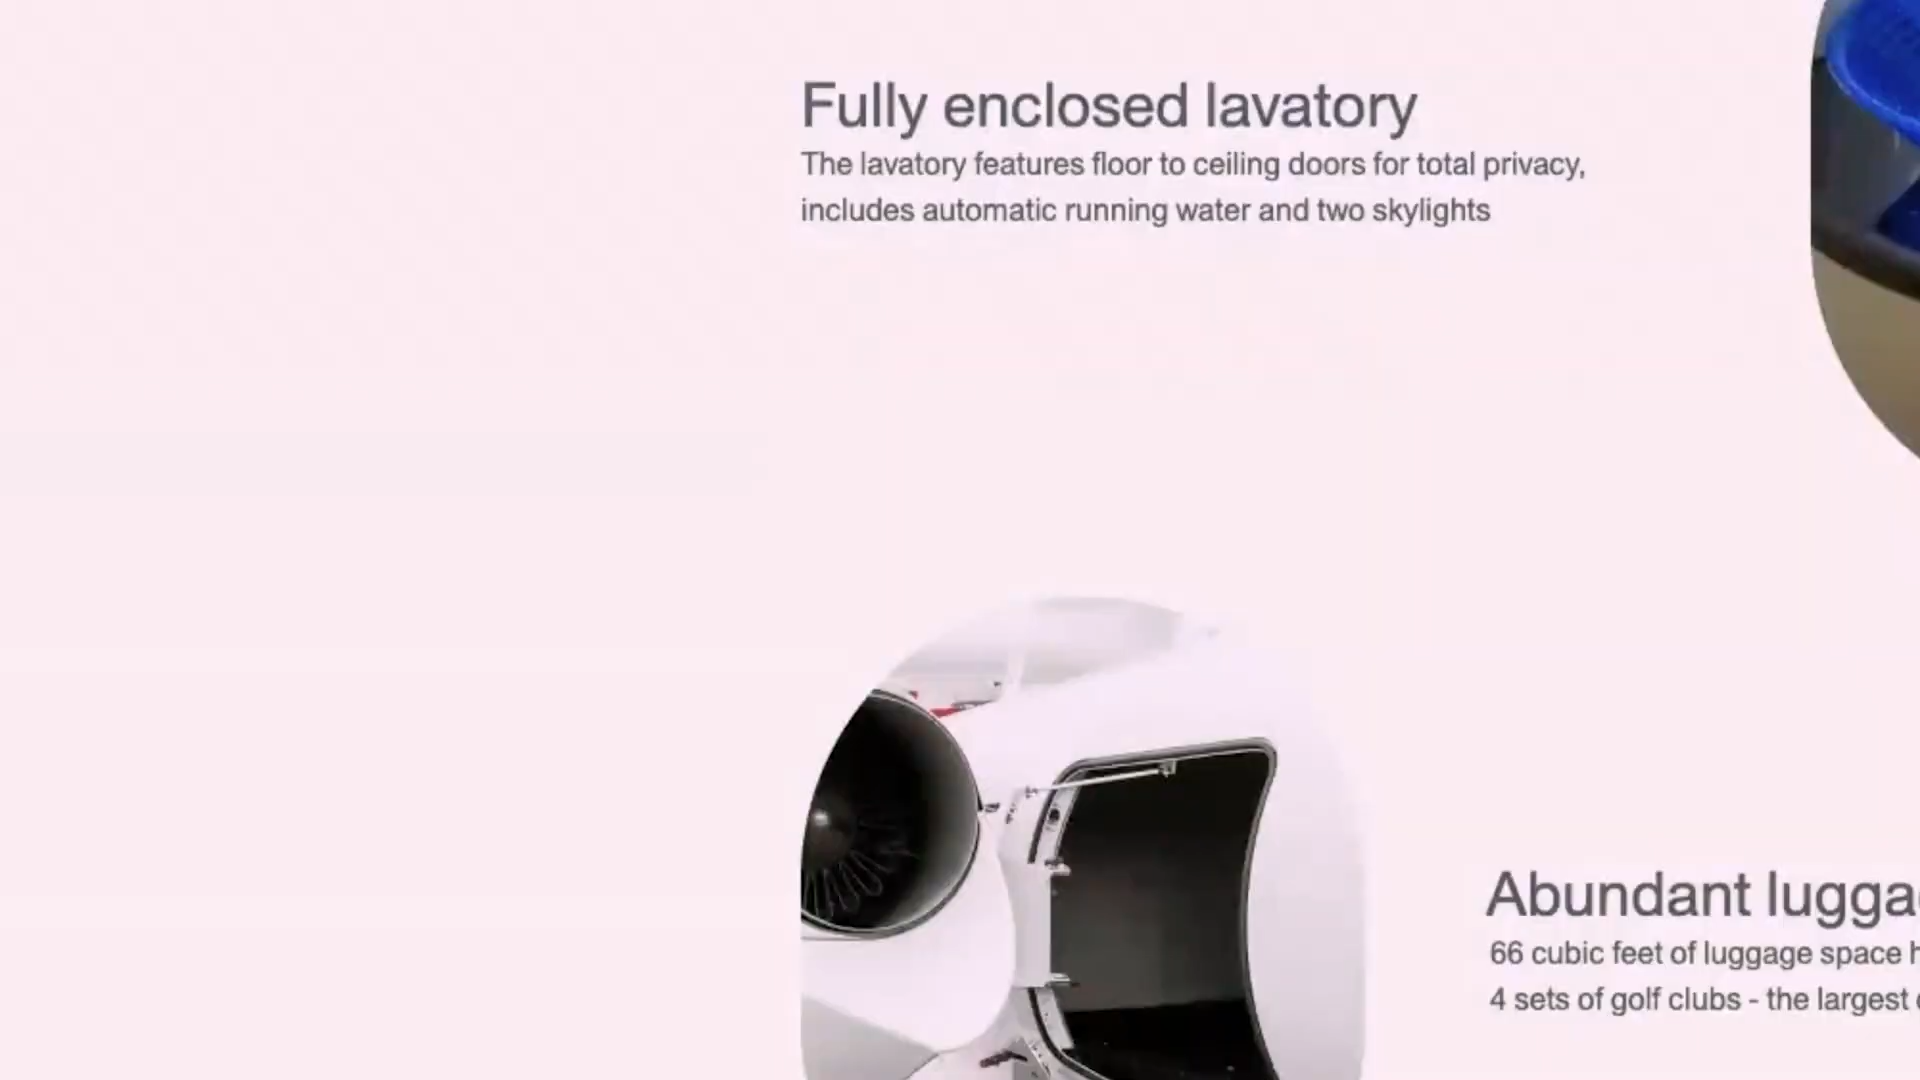 Fully enclosed lavatory
The lavatory features floor to ceiling doors for total privacy,
includes automatic running water and two skylights
Abundant
66 cubic feet of luggage space
4 sets of golf clubs - the largest